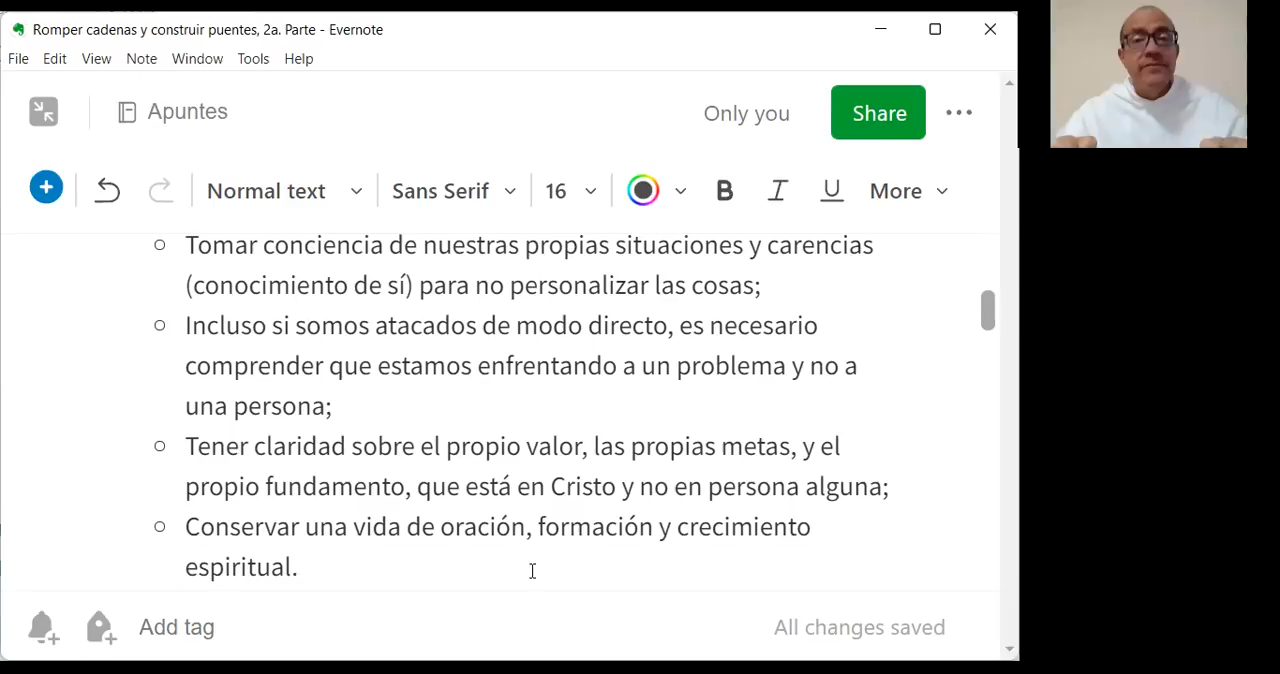 Romper cadenas y construir puentes, 2a. Parte - Evernote
File Edit View Note Window Tools Help
Apuntes Only you Share
Normal text Sans Serif 16 B I U More
Tomar conciencia de nuestras propias situaciones y carencias
(conocimiento de sí) para no personalizar las cosas;
Incluso si somos atacados de modo directo, es necesario
comprender que estamos enfrentando a un problema y no a
una persona;
Tener claridad sobre el propio valor, las propias metas, y el
propio fundamento, que está en Cristo y no en persona alguna;
Conservar una vida de oración, formación y crecimiento
espiritual.
Add tag All changes saved